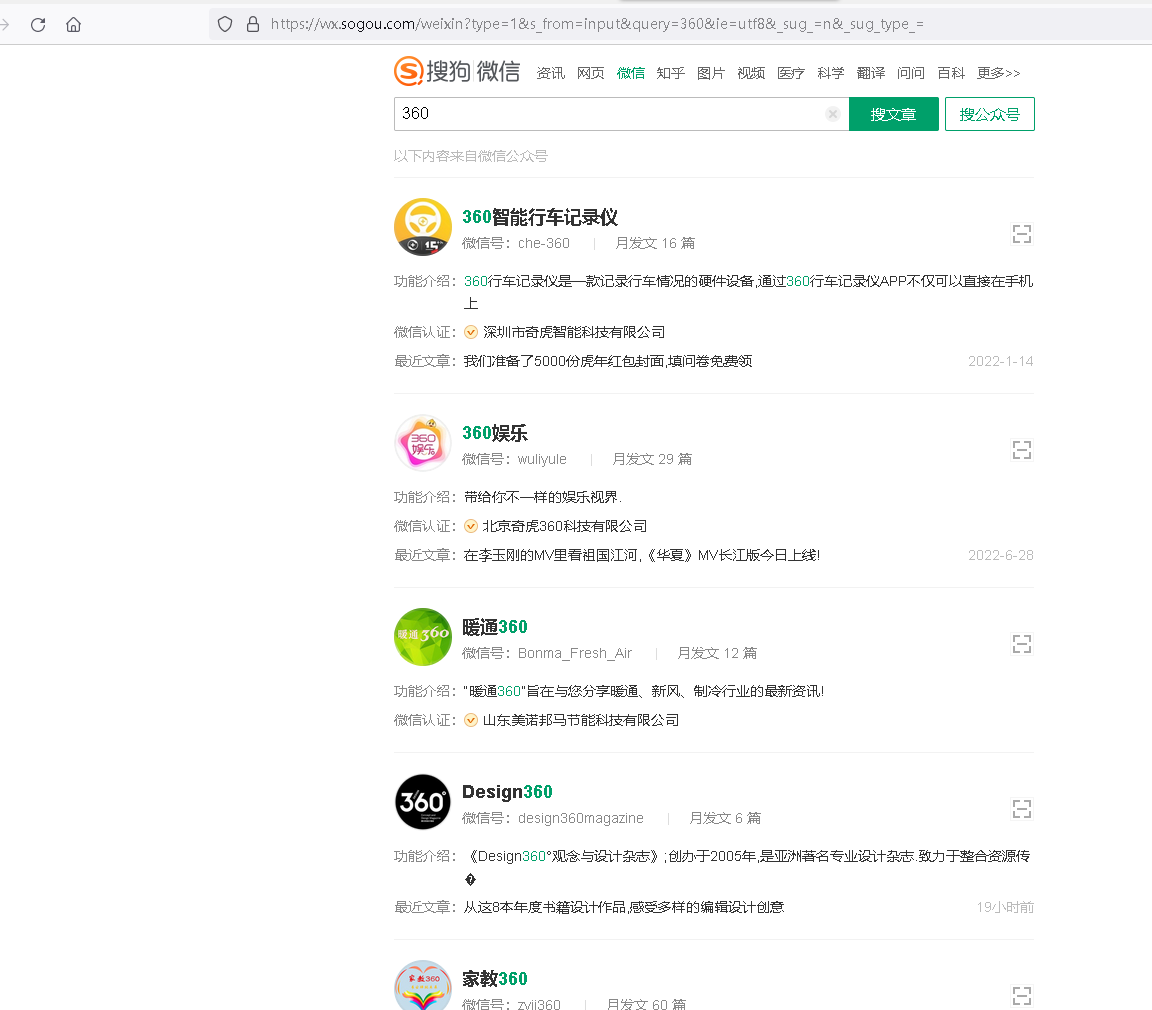 https://wx.sogou.com/weixin?type=1&s_from=input&query=360&ie=utf8&_sug_=n&_sug_type_=
搜狗 微信 资讯 网页 微信 知乎 图片 视频 医疗 科学 翻译 问问 百科 更多>>
360 搜文章 搜公众号
以下内容来自微信公众号
360智能行车记录仪
微信号：che-360 月发文 16 篇
功能介绍：360行车记录仪是一款记录行车情况的硬件设备,通过360行车记录仪APP不仅可以直接在手机
上
微信认证：深圳市奇虎智能科技有限公司
最近文章：我们准备了5000份虎年红包封面,填问卷免费领 2022-1-14
360
娱乐
360娱乐
微信号：wuliyule 月发文 29 篇
功能介绍：带给你不一样的娱乐视界.
微信认证：北京奇虎360科技有限公司
最近文章：在李玉刚的MV里看祖国江河,《华夏》MV长江版今日上线! 2022-6-28
暖通360
暖通360
微信号：Bonma_Fresh_Air 月发文 12 篇
功能介绍："暖通360"旨在与您分享暖通、新风、制冷行业的最新资讯!
微信认证：山东美诺邦马节能科技有限公司
360°
Design360
微信号：design360magazine 月发文 6 篇
功能介绍：《Design360°观念与设计杂志》;创办于2005年,是亚洲著名专业设计杂志.致力于整合资源传
�
最近文章：从这8本年度书籍设计作品,感受多样的编辑设计创意 19小时前
家教360
家教360
微信号：zvii360 月发文 60 篇